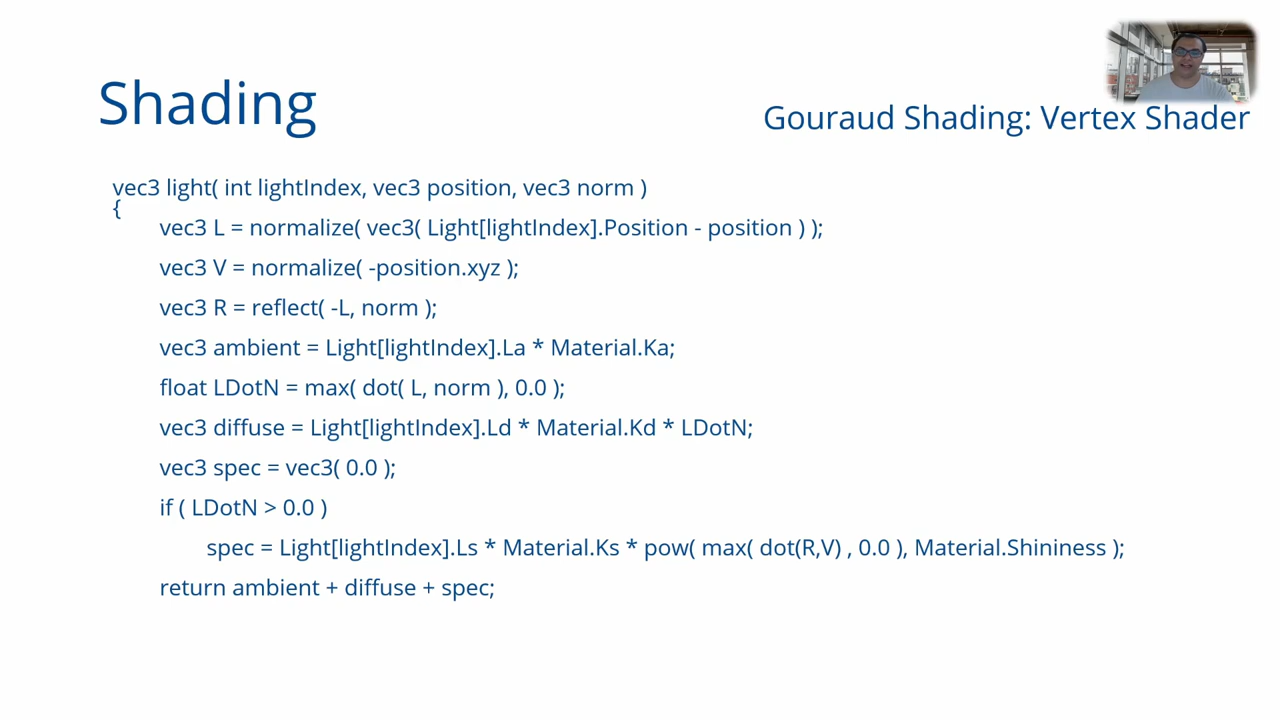 Shading
Gouraud Shading: Vertex Shader
vec3 light( int lightIndex, vec3 position, vec3 norm )
{
vec3 L = normalize( vec3( Light[lightIndex].Position - position ) );
vec3 V = normalize( -position.xyz );
vec3 R = reflect( -L, norm );
vec3 ambient = Light[lightIndex].La * Material.Ka;
float LDotN = max( dot( L, norm ), 0.0 );
vec3 diffuse = Light[lightIndex].Ld * Material.Kd * LDotN;
vec3 spec = vec3( 0.0 );
if ( LDotN > 0.0 )
spec = Light[lightIndex].Ls * Material.Ks * pow( max( dot(R,V) , 0.0 ), Material.Shininess );
return ambient + diffuse + spec;